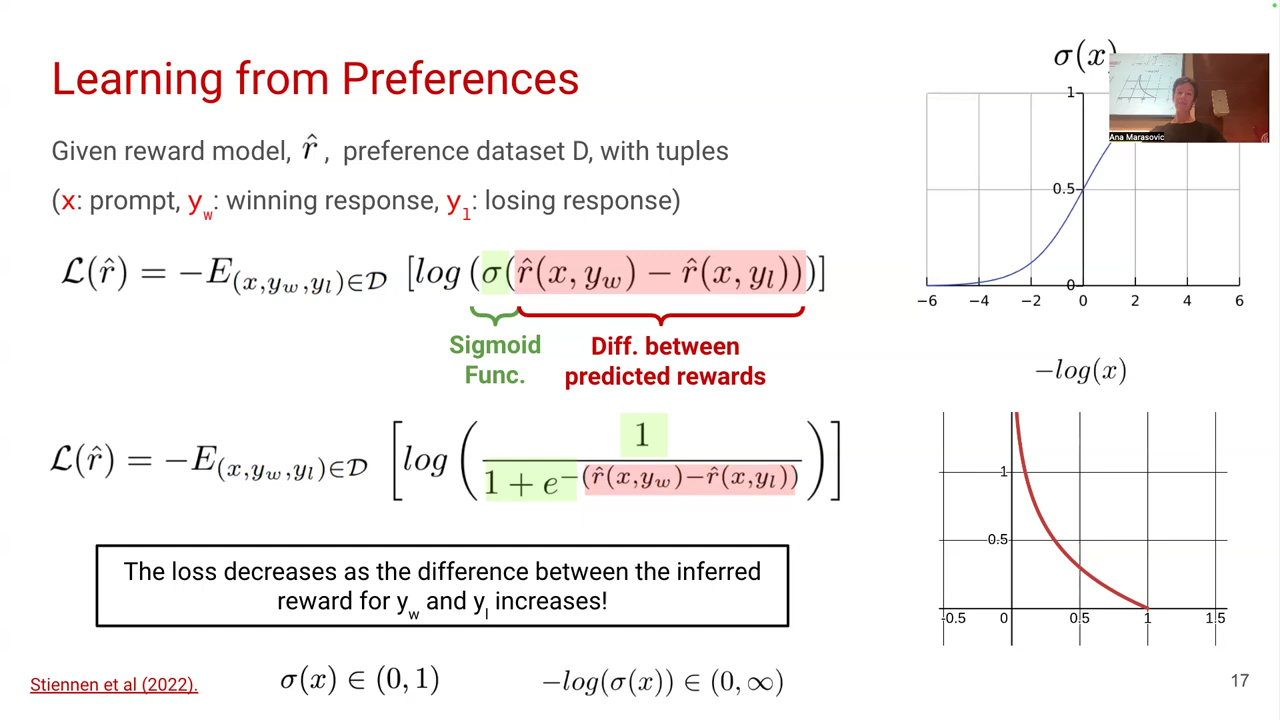 Learning from Preferences
Given reward model, r̂, preference dataset D, with tuples
(x: prompt, y_w: winning response, y_l: losing response)
ℒ(r̂) = −E_{(x,y_w,y_l)∈𝒟} [log (σ(r̂(x, y_w) − r̂(x, y_l)))]
Sigmoid Func.
Diff. between
predicted rewards
ℒ(r̂) = −E_{(x,y_w,y_l)∈𝒟} [log (1 / (1 + e^{−(r̂(x,y_w)−r̂(x,y_l))}))]
The loss decreases as the difference between the inferred
reward for y_w and y_l increases!
Stiennen et al (2022).
σ(x) ∈ (0, 1)
−log(σ(x)) ∈ (0, ∞)
σ(x)
Ana Marasovic
1
0.5
0
−6 −4 −2 0 2 4 6
−log(x)
1
0.5
-0.5 0 0.5 1 1.5
17